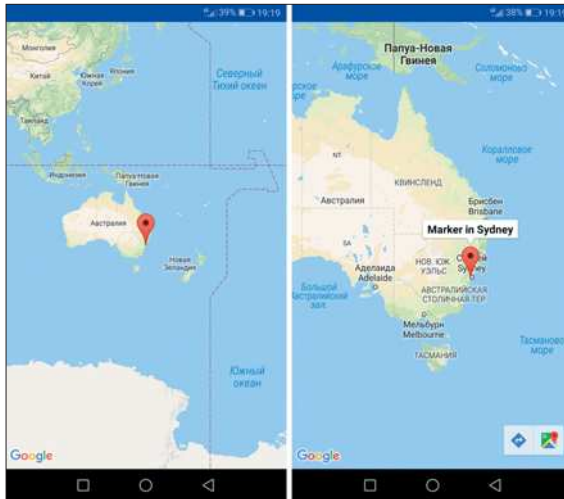 39% 19:19
Монголия
Китай
Южная
Корея
Япония
Северный
Тихий океан
Таиланд
Индонезия
Папуа-Новая
Гвинея
Австралия
Новая
Зеландия
Южный
океан
Google
38% 19:19
Папуа-Новая
Гвинея
Арафурское
море
Соломоново
море
Коралловое
море
NT
КВИНСЛЕНД
Австралия
Брисбен
Brisbane
Marker in Sydney
SA
Аделаида
Adelaide
НОВ. ЮЖ.
УЭЛЬС
Sydney
АВСТРАЛИЙСКАЯ
СТОЛИЧНАЯ ТЕР.
Большой
Австралийский
зал.
Мельбурн
Melbourne
ТАСМАНИЯ
Тасманово
море
Google